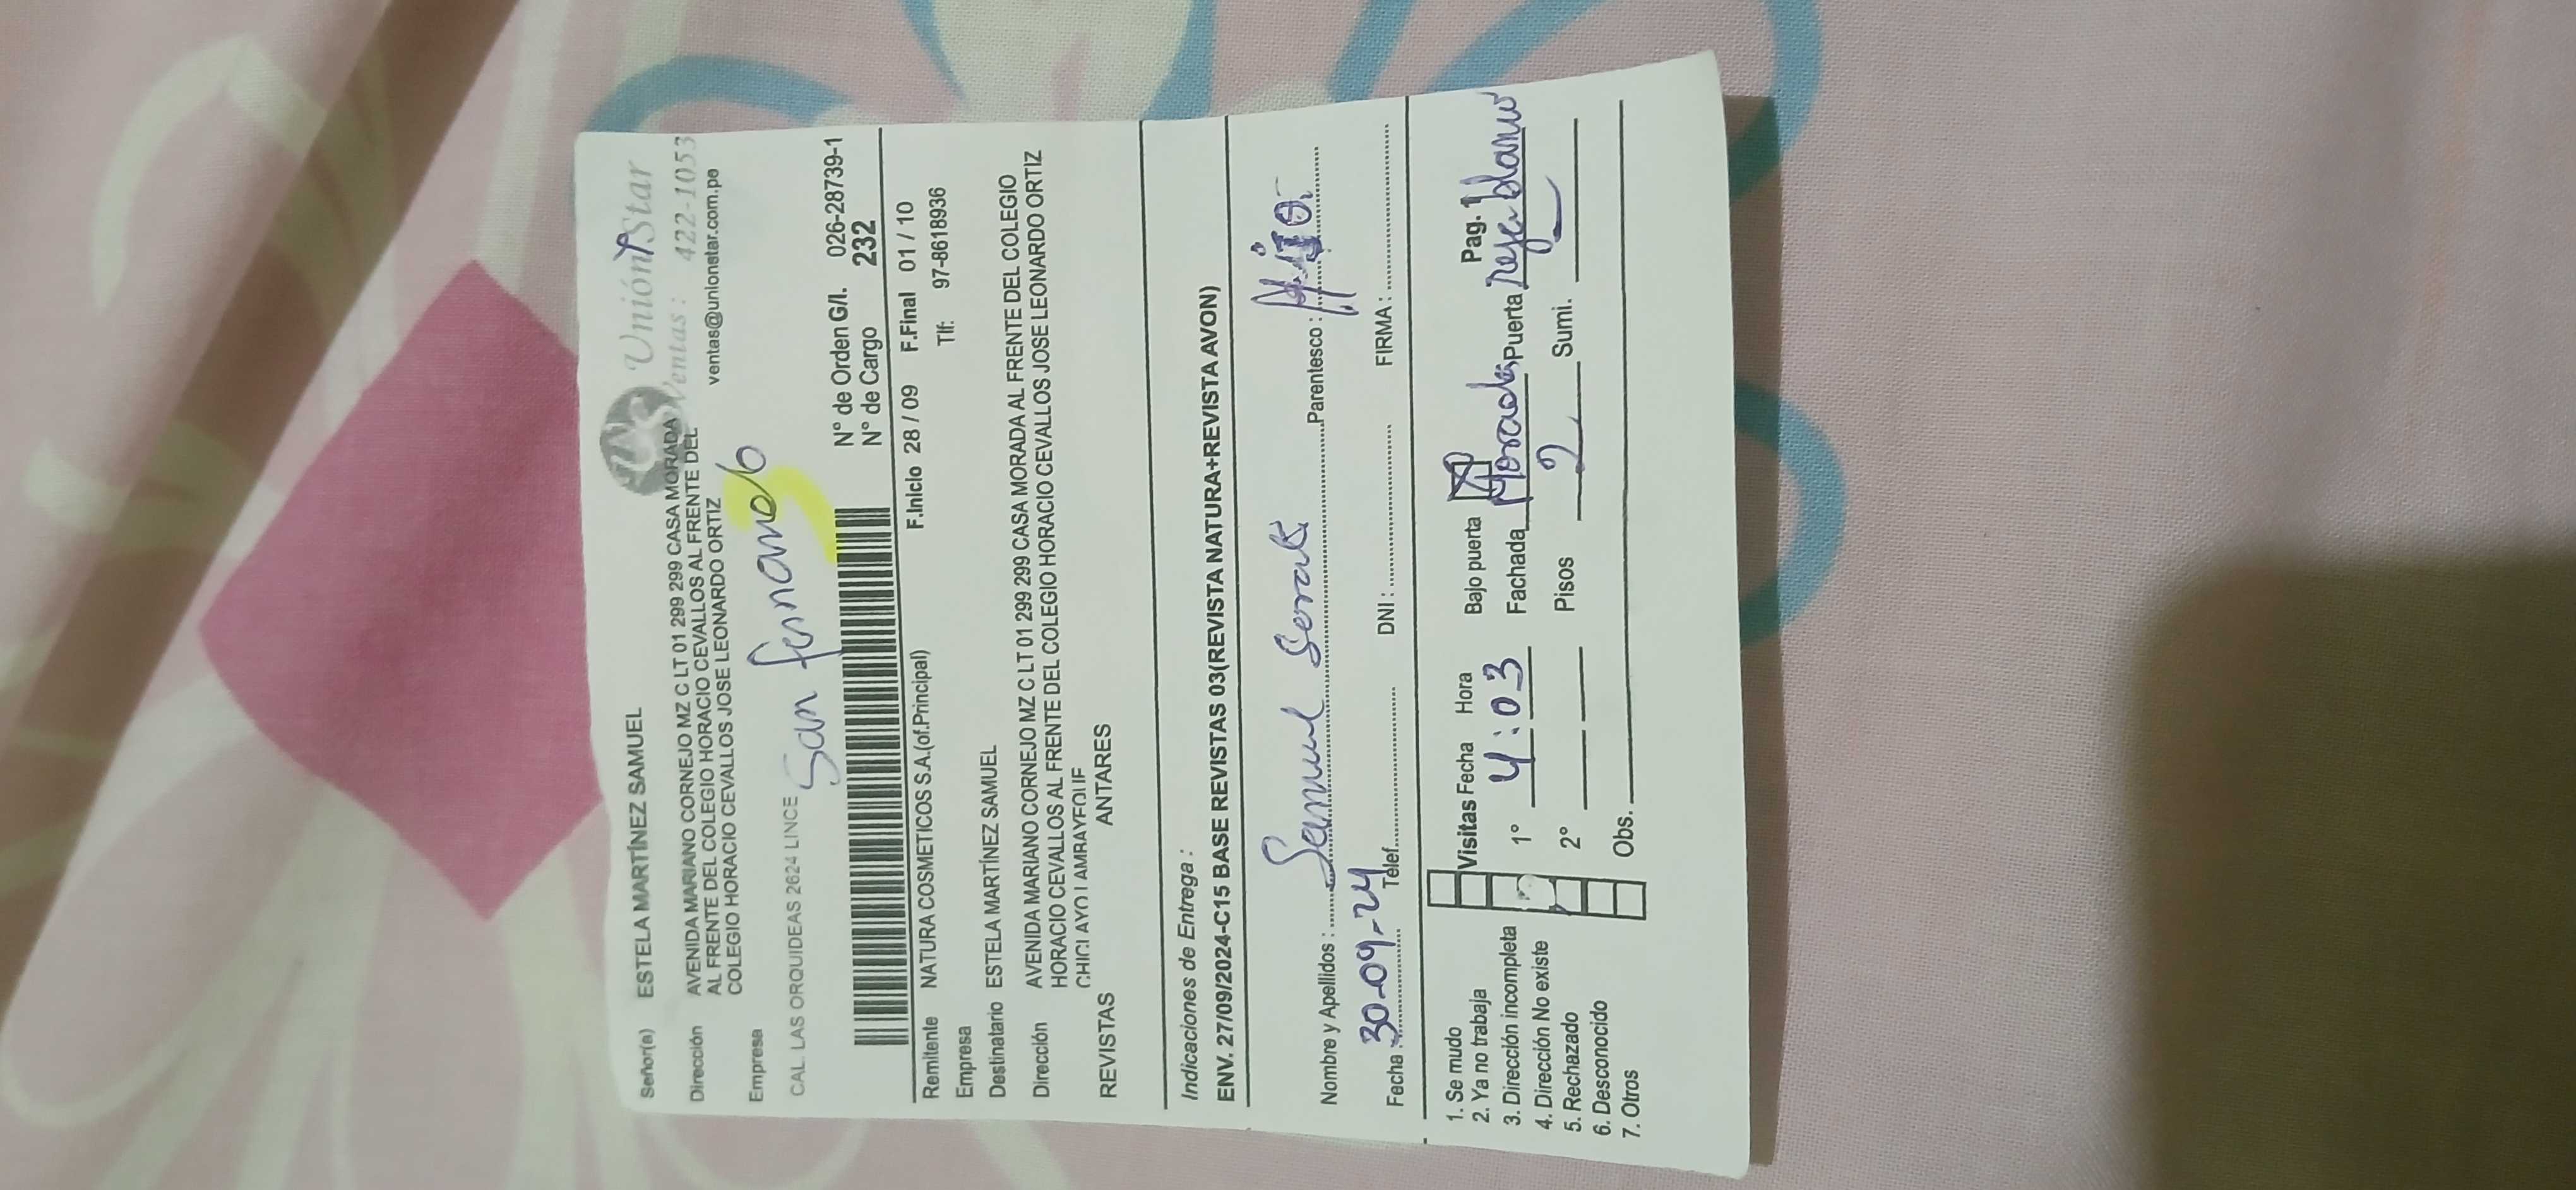 Señor(a) ESTELA MARTÍNEZ SAMUEL
UniónStar
Ventas : 422-1053
ventas@unionstar.com.pe
Dirección AVENIDA MARIANO CORNEJO MZ C LT 01 299 299 CASA MORADA
AL FRENTE DEL COLEGIO HORACIO CEVALLOS AL FRENTE DEL
COLEGIO HORACIO CEVALLOS JOSE LEONARDO ORTIZ
Empresa
CAL. LAS ORQUIDEAS 2624 LINCE
San fernando
N° de Orden G/I. 026-28739-1
N° de Cargo 232
Remitente NATURA COSMETICOS S.A.(of.Principal) F.Inicio 28 / 09 F.Final 01 / 10
Empresa Tlf: 97-8618936
Destinatario ESTELA MARTÍNEZ SAMUEL
Dirección AVENIDA MARIANO CORNEJO MZ C LT 01 299 299 CASA MORADA AL FRENTE DEL COLEGIO
HORACIO CEVALLOS AL FRENTE DEL COLEGIO HORACIO CEVALLOS JOSE LEONARDO ORTIZ
REVISTAS ANTARES
Indicaciones de Entrega :
ENV. 27/09/2024-C15 BASE REVISTAS 03(REVISTA NATURA+REVISTA AVON)
Nombre y Apellidos : Samuel Parentesco :
Fecha : 30-09-24 Telef. DNI : FIRMA :
Pag. 1
1. Se mudo Visitas Fecha Hora Bajo puerta
2. Ya no trabaja 1° 4:03 Fachada Morada Puerta Reja blanco
3. Dirección incompleta 2° Pisos 2 Sumi.
4. Dirección No existe Obs.
5. Rechazado
6. Desconocido
7. Otros